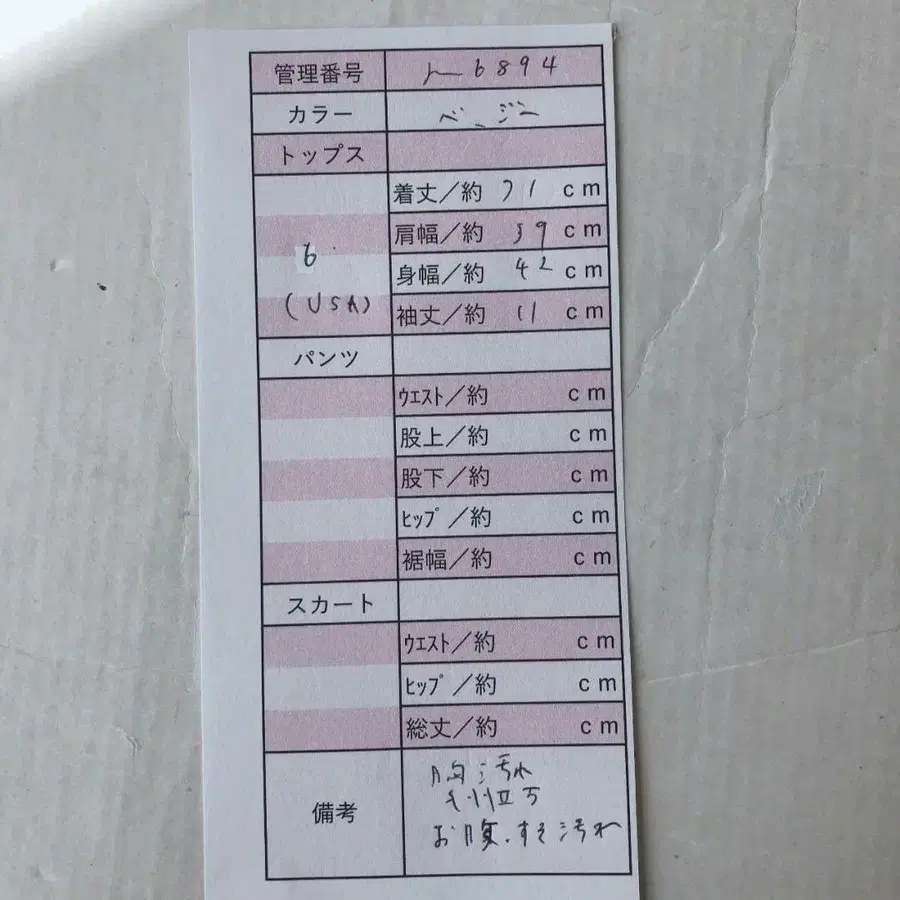 管理番号 6894
カラー ベージュ
トップス
6
(USA)
着丈／約 71 cm
肩幅／約 39 cm
身幅／約 42 cm
袖丈／約 11 cm
パンツ
ｳｴｽﾄ／約 cm
股上／約 cm
股下／約 cm
ﾋｯﾌﾟ／約 cm
裾幅／約 cm
スカート
ｳｴｽﾄ／約 cm
ﾋｯﾌﾟ／約 cm
総丈／約 cm
備考
胸汚れ
毛羽立ち
お腹、すそ汚れ